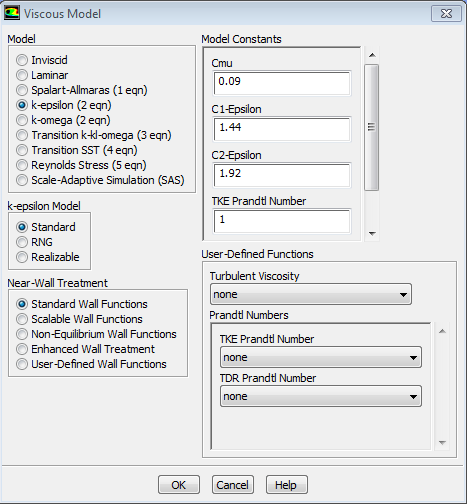 Viscous Model
Model
Inviscid
Laminar
Spalart-Allmaras (1 eqn)
k-epsilon (2 eqn)
k-omega (2 eqn)
Transition k-kl-omega (3 eqn)
Transition SST (4 eqn)
Reynolds Stress (5 eqn)
Scale-Adaptive Simulation (SAS)
k-epsilon Model
Standard
RNG
Realizable
Near-Wall Treatment
Standard Wall Functions
Scalable Wall Functions
Non-Equilibrium Wall Functions
Enhanced Wall Treatment
User-Defined Wall Functions
Model Constants
Cmu
0.09
C1-Epsilon
1.44
C2-Epsilon
1.92
TKE Prandtl Number
1
User-Defined Functions
Turbulent Viscosity
none
Prandtl Numbers
TKE Prandtl Number
none
TDR Prandtl Number
none
OK
Cancel
Help